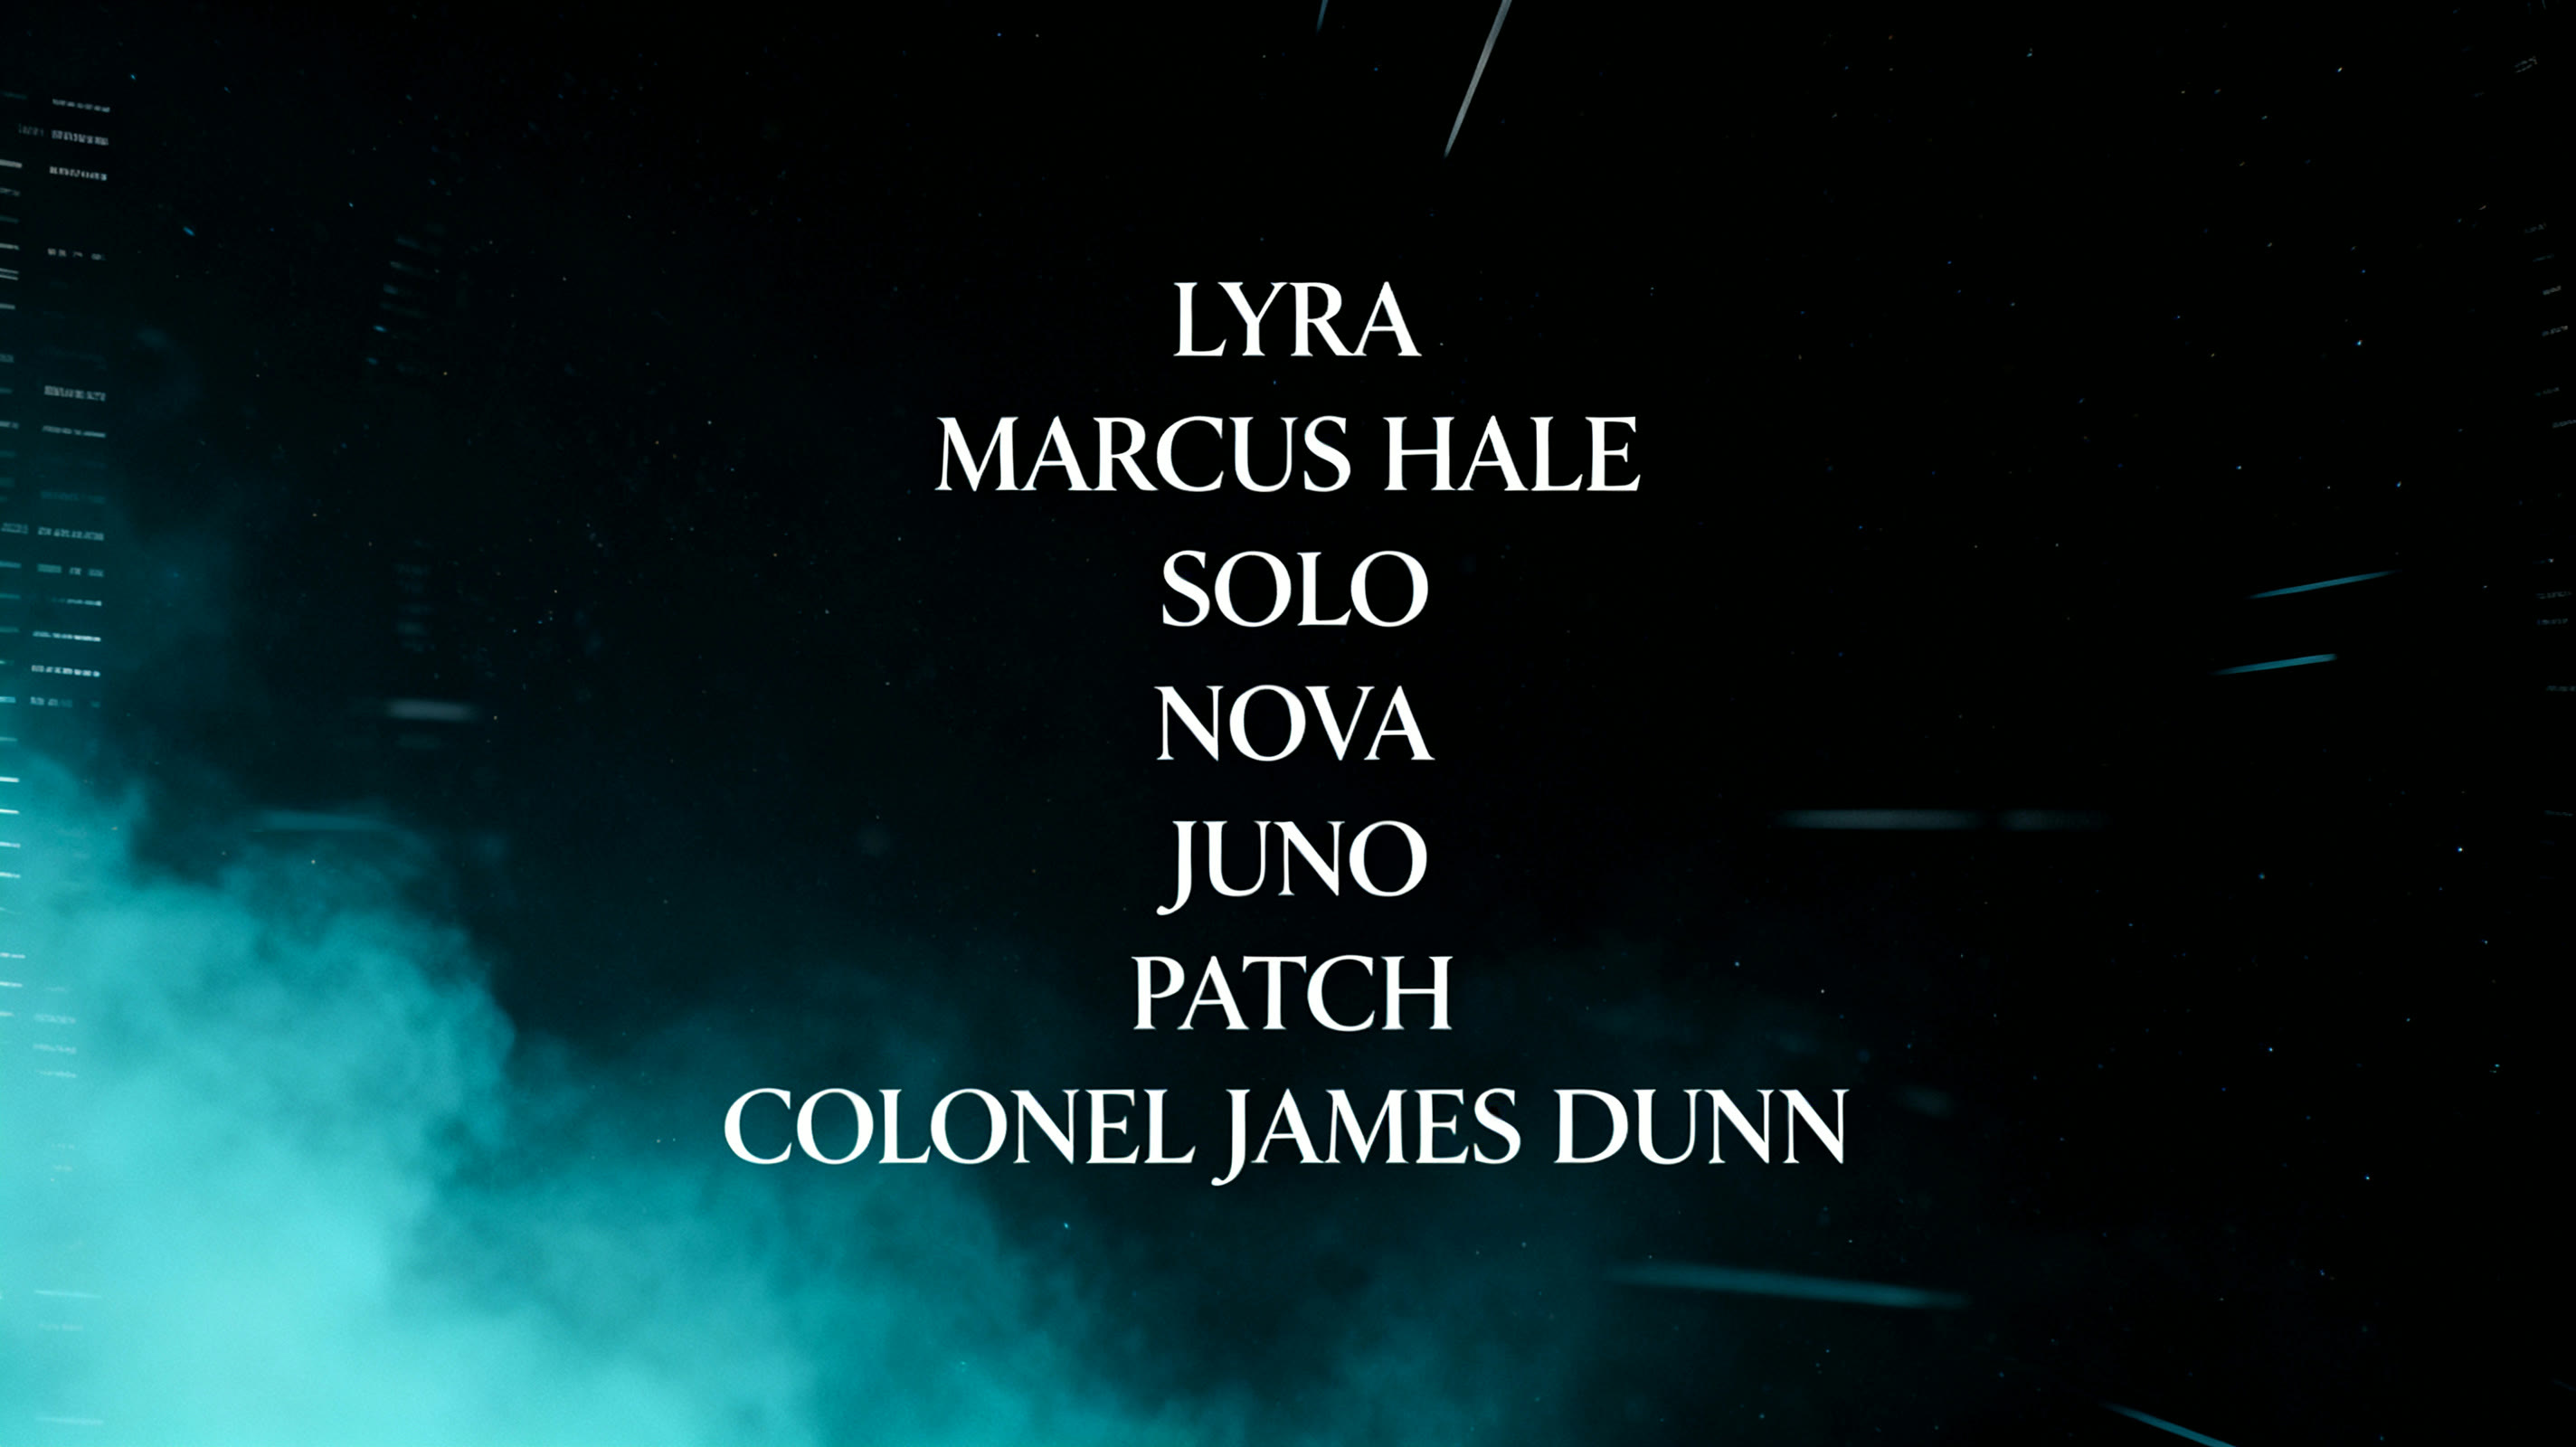 LYRA
MARCUS HALE
SOLO
NOVA
JUNO
PATCH
COLONEL JAMES DUNN